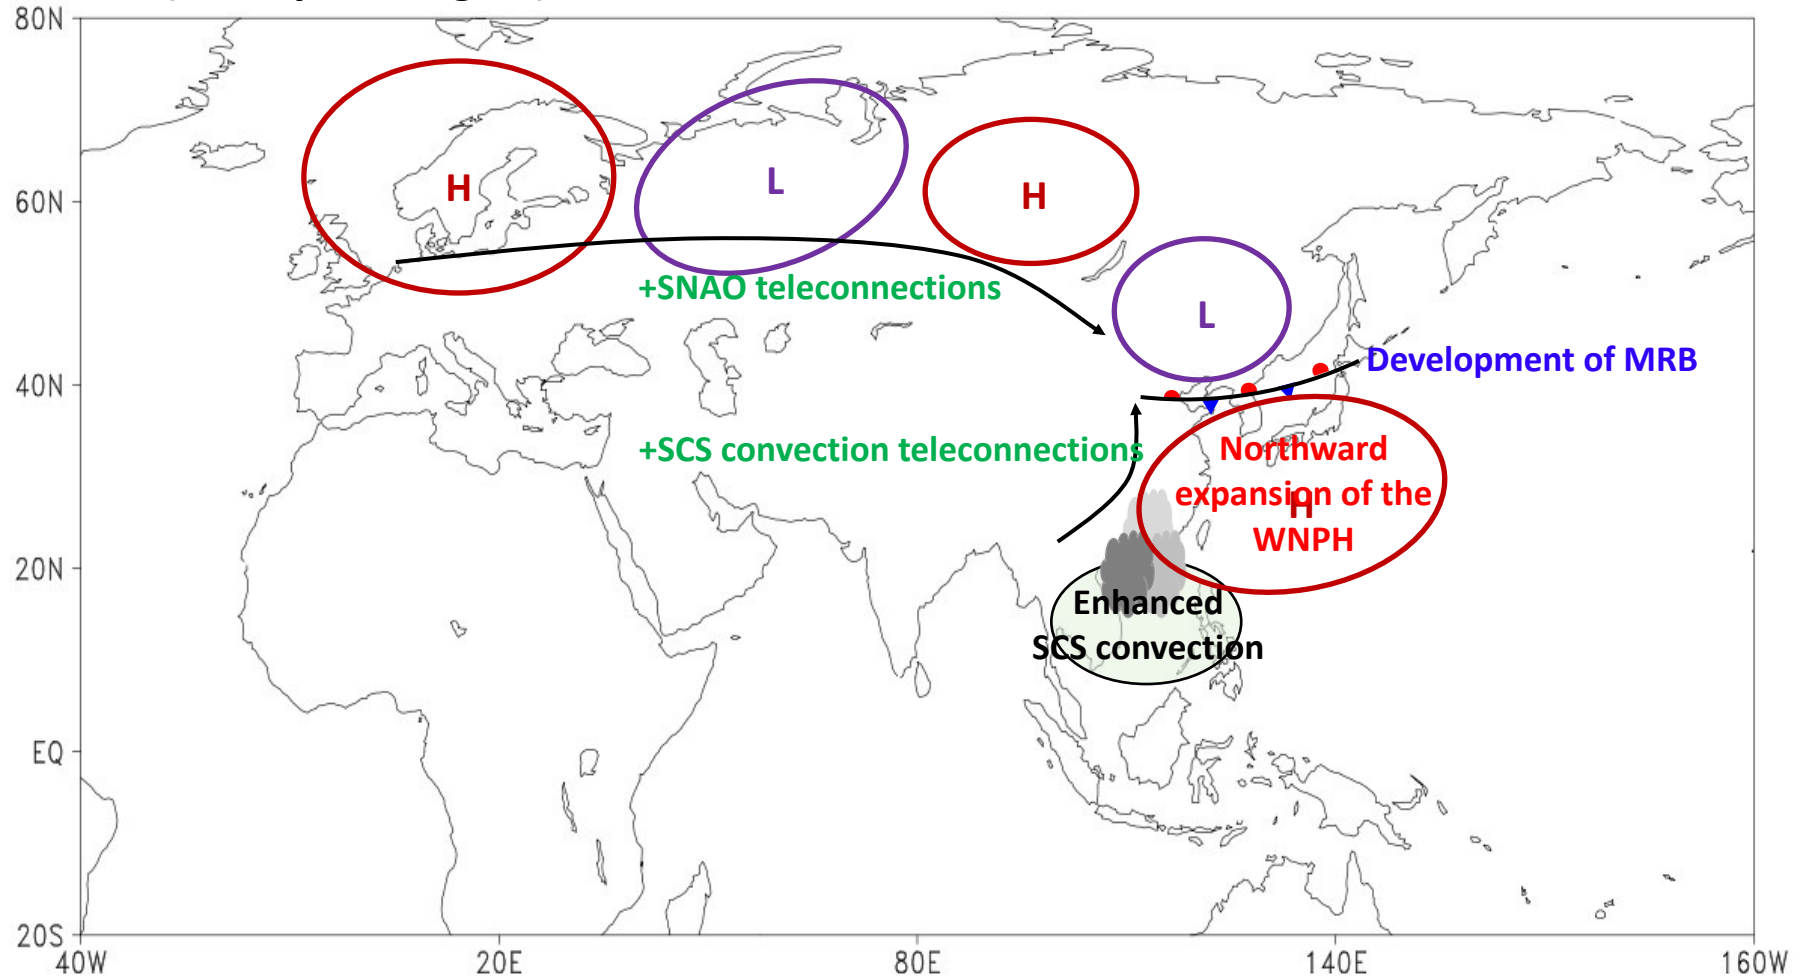 80N
H
L
H
60N
+SNAO teleconnections
L
Development of MRB
40N
+SCS convection teleconnections
Northward
expansion of the
H
WNPH
20N
Enhanced
SCS convection
EQ
20S
40W
20E
80E
140E
160W